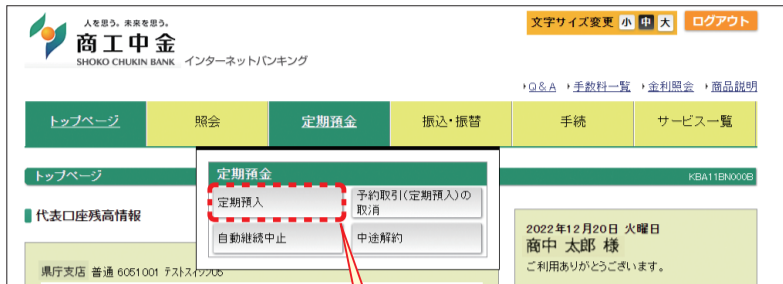 人を思う。未来を思う。
商工中金
SHOKO CHUKIN BANK インターネットバンキング
文字サイズ変更 小 中 大 ログアウト
Q&A 手数料一覧 金利照会 商品説明
トップページ 照会 定期預金 振込・振替 手続 サービス一覧
トップページ
KBA11BN000B
定期預金
定期預入
予約取引(定期預入)の
取消
自動継続中止
中途解約
代表口座残高情報
県庁支店 普通 6051001
2022年12月20日 火曜日
商中 太郎 様
ご利用ありがとうございます。